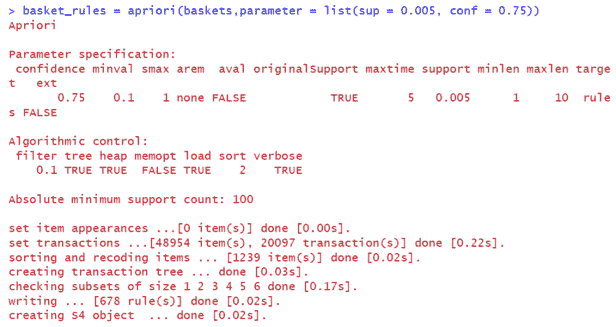 > basket_rules = apriori(baskets,parameter = list(sup = 0.005, conf = 0.75))
Apriori
Parameter specification:
confidence minval smax arem aval originalSupport maxtime support minlen maxlen targe
t ext
0.75 0.1 1 none FALSE TRUE 5 0.005 1 10 rule
s FALSE
Algorithmic control:
filter tree heap memopt load sort verbose
0.1 TRUE TRUE FALSE TRUE 2 TRUE
Absolute minimum support count: 100
set item appearances ...[0 item(s)] done [0.00s].
set transactions ...[48954 item(s), 20097 transaction(s)] done [0.22s].
sorting and recoding items ... [1239 item(s)] done [0.02s].
creating transaction tree ... done [0.03s].
checking subsets of size 1 2 3 4 5 6 done [0.17s].
writing ... [678 rule(s)] done [0.02s].
creating S4 object ... done [0.02s].